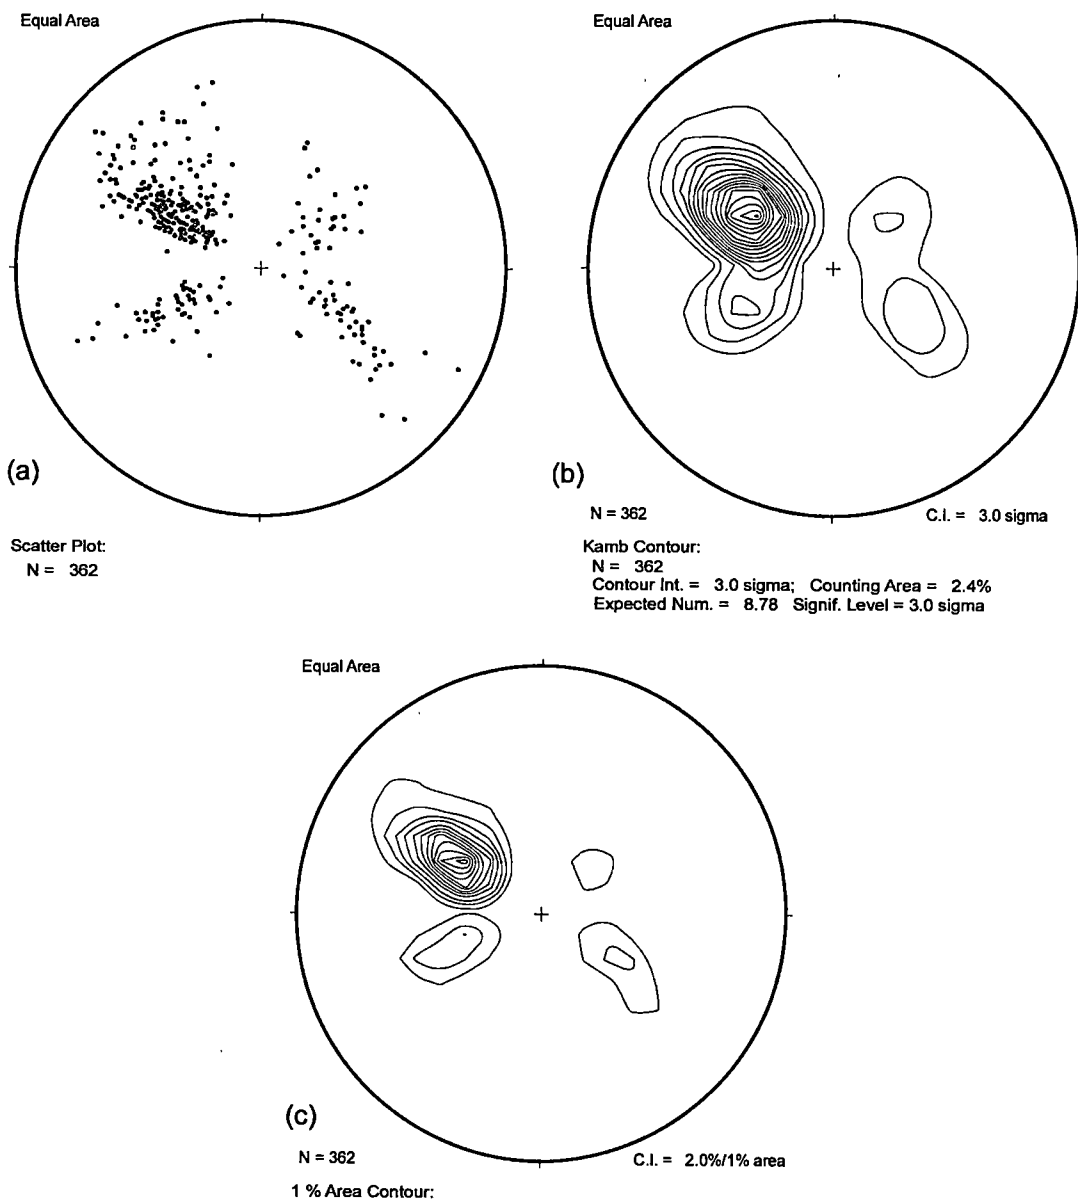 Equal Area
Equal Area
(a)
(b)
N = 362
C.I. = 3.0 sigma
Scatter Plot:
N = 362
Kamb Contour:
N = 362
Contour Int. = 3.0 sigma; Counting Area = 2.4%
Expected Num. = 8.78 Signif. Level = 3.0 sigma
Equal Area
(c)
N = 362
C.I. = 2.0%/1% area
1 % Area Contour: